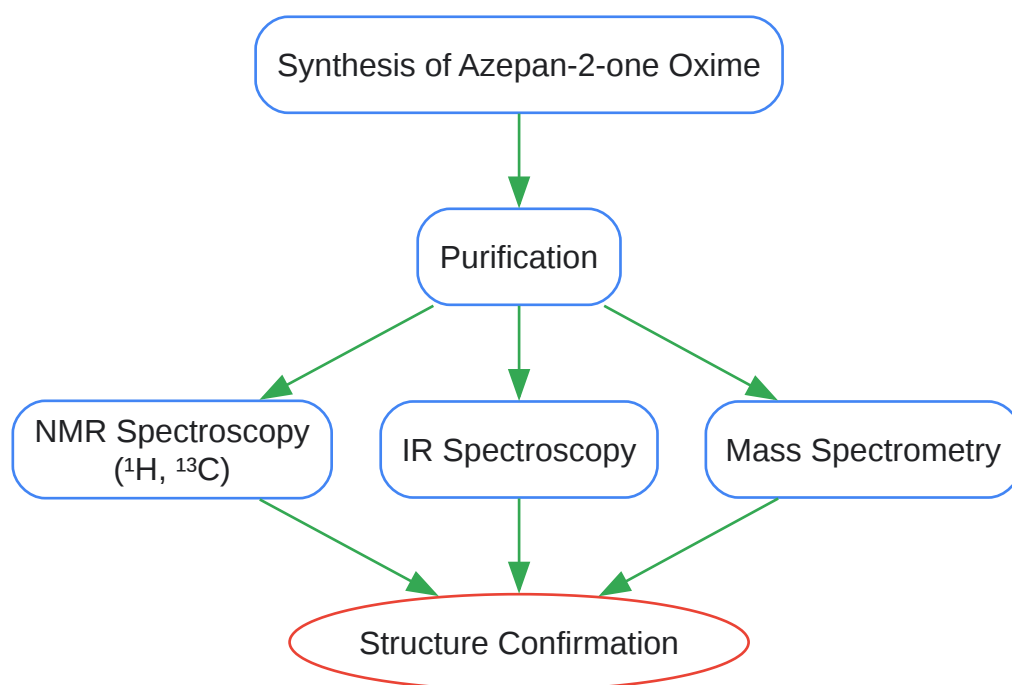 Synthesis of Azepan-2-one Oxime
Purification
NMR Spectroscopy
(¹H, ¹³C)
IR Spectroscopy
Mass Spectrometry
Structure Confirmation